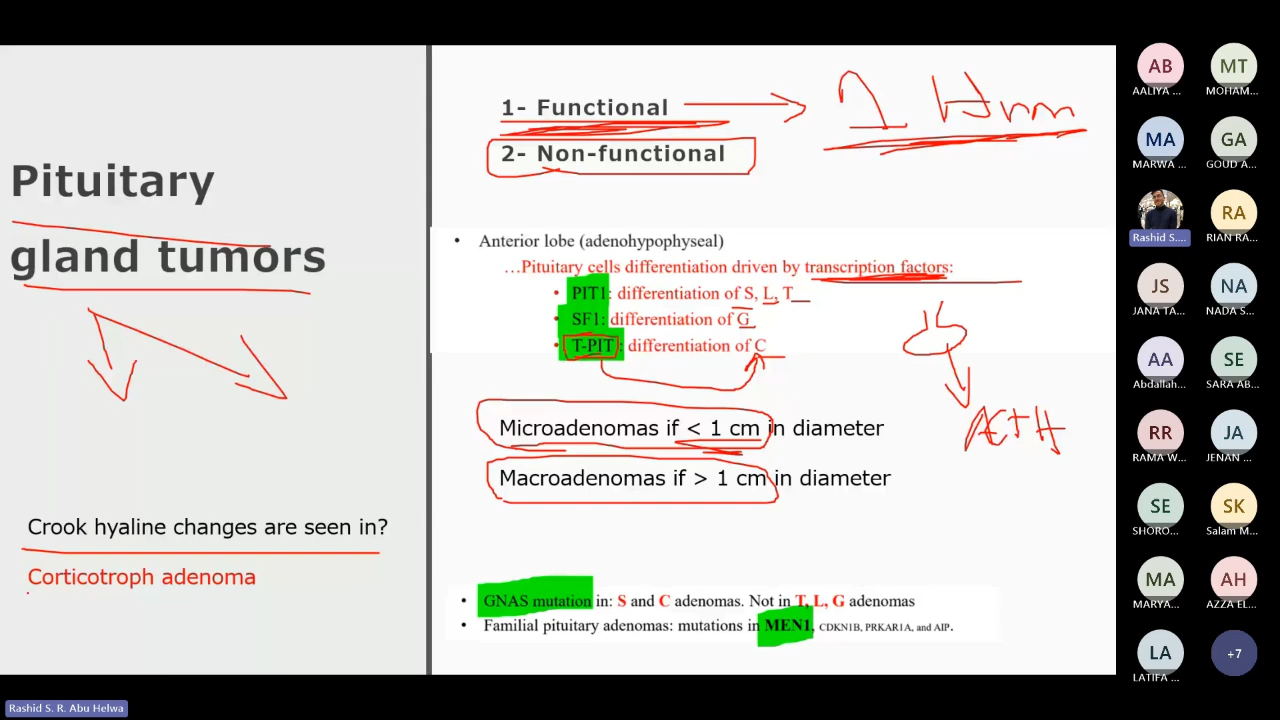 Pituitary
gland tumors
Crook hyaline changes are seen in?
Corticotroph adenoma
1- Functional
1 Hrm
2- Non-functional
• Anterior lobe (adenohypophyseal)
…Pituitary cells differentiation driven by transcription factors:
• PIT1: differentiation of S, L, T
• SF1: differentiation of G
• T-PIT: differentiation of C
ACTH
Microadenomas if < 1 cm in diameter
Macroadenomas if > 1 cm in diameter
• GNAS mutation in: S and C adenomas. Not in T, L, G adenomas
• Familial pituitary adenomas: mutations in MEN1, CDKN1B, PRKAR1A, and AIP.
AB
AALIYA ...
MT
MOHAM...
MA
MARWA ...
GA
GOUD A...
Rashid S....
RA
RIAN RA...
JS
JANA TA...
NA
NADA S...
AA
Abdallah...
SE
SARA AB...
RR
RAMA W...
JA
JENAN ...
SE
SHORO...
SK
Salam M...
MA
MARYA...
AH
AZZA EL...
LA
LATIFA ...
+7
Rashid S. R. Abu Helwa